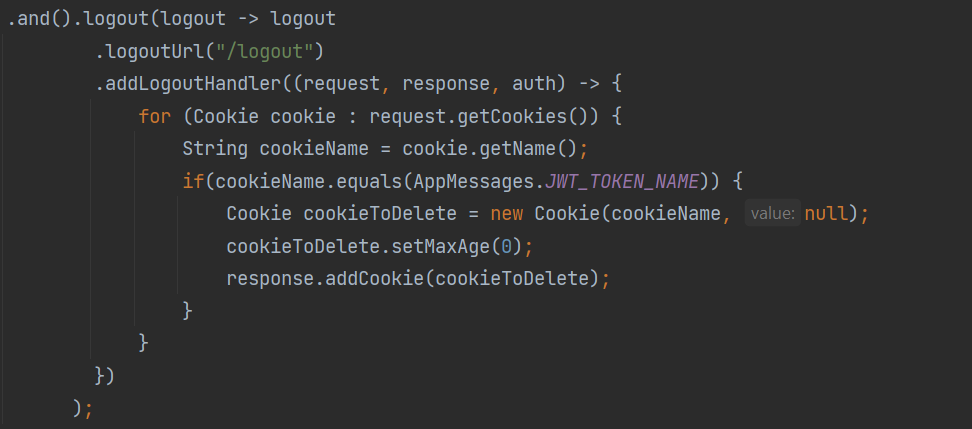 .and().logout(logout -> logout
.logoutUrl("/logout")
.addLogoutHandler((request, response, auth) -> {
for (Cookie cookie : request.getCookies()) {
String cookieName = cookie.getName();
if(cookieName.equals(AppMessages.JWT_TOKEN_NAME)) {
Cookie cookieToDelete = new Cookie(cookieName, value: null);
cookieToDelete.setMaxAge(0);
response.addCookie(cookieToDelete);
}
}
})
);